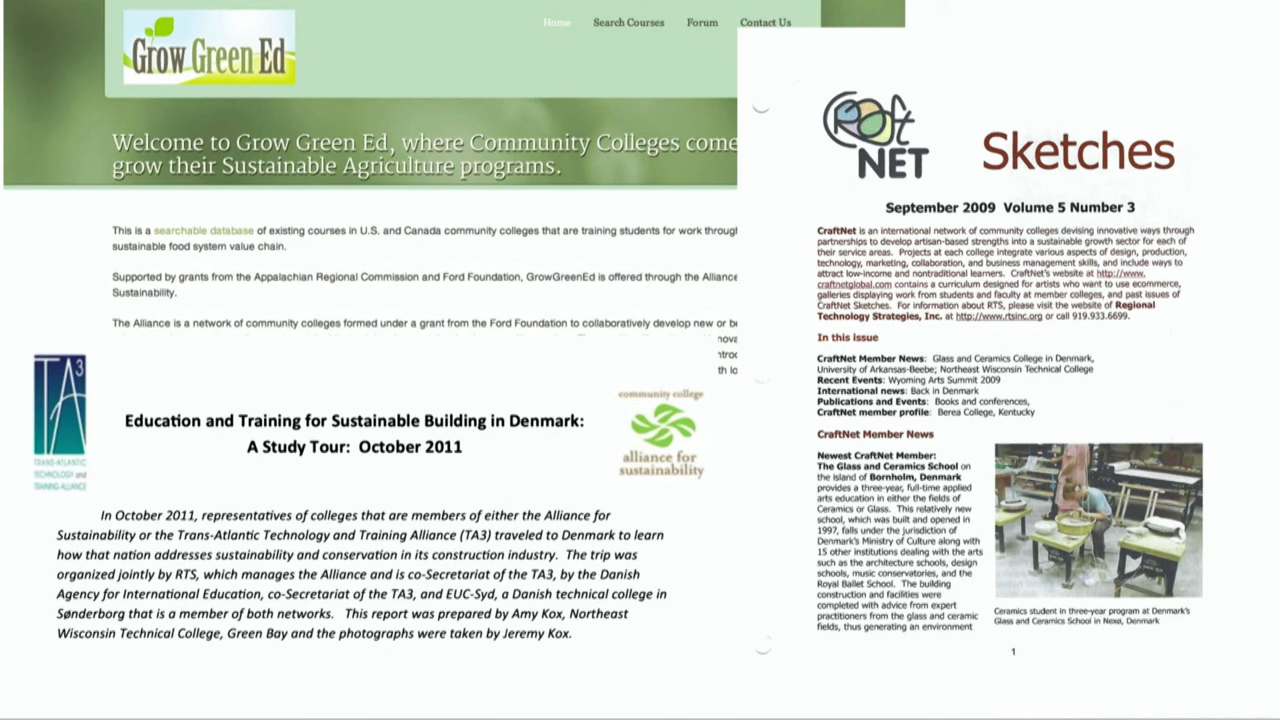 Home Search Courses Forum Contact Us
Grow Green Ed
Welcome to Grow Green Ed, where Community Colleges come
grow their Sustainable Agriculture programs.
This is a searchable database of existing courses in U.S. and Canada community colleges that are training students for work
sustainable food system value chain.
Supported by grants from the Appalachian Regional Commission and Ford Foundation, GrowGreenEd is offered through the Alliance
Sustainability.
The Alliance is a network of community colleges formed under a grant from the Ford Foundation to collaboratively develop new or
TA3
TRANS-ATLANTIC
TECHNOLOGY and
TRAINING ALLIANCE
Education and Training for Sustainable Building in Denmark:
A Study Tour: October 2011
community college
alliance for
sustainability
In October 2011, representatives of colleges that are members of either the Alliance for
Sustainability or the Trans-Atlantic Technology and Training Alliance (TA3) traveled to Denmark to learn
how that nation addresses sustainability and conservation in its construction industry. The trip was
organized jointly by RTS, which manages the Alliance and is co-Secretariat of the TA3, by the Danish
Agency for International Education, co-Secretariat of the TA3, and EUC-Syd, a Danish technical college in
Sønderborg that is a member of both networks. This report was prepared by Amy Kox, Northeast
Wisconsin Technical College, Green Bay and the photographs were taken by Jeremy Kox.
Craft
NET
Sketches
September 2009 Volume 5 Number 3
CraftNet is an international network of community colleges devising innovative ways through
partnerships to develop artisan-based strengths into a sustainable growth sector for each of
their service areas. Projects at each college integrate various aspects of design, production,
technology, marketing, collaboration, and business management skills, and include ways to
attract low-income and nontraditional learners. CraftNet's website at http://www.
craftnetglobal.com contains a curriculum designed for artists who want to use ecommerce,
galleries displaying work from students and faculty at member colleges, and past issues of
CraftNet Sketches. For information about RTS, please visit the website of Regional
Technology Strategies, Inc. at http://www.rtsinc.org or call 919.933.6699.
In this issue
CraftNet Member News: Glass and Ceramics College in Denmark,
University of Arkansas-Beebe; Northeast Wisconsin Technical College
Recent Events: Wyoming Arts Summit 2009
International news: Back in Denmark
Publications and Events: Books and conferences,
CraftNet member profile: Berea College, Kentucky
CraftNet Member News
Newest CraftNet Member:
The Glass and Ceramics School on
the island of Bornholm, Denmark
provides a three-year, full-time applied
arts education in either the fields of
Ceramics or Glass. This relatively new
school, which was built and opened in
1997, falls under the jurisdiction of
Denmark's Ministry of Culture along with
15 other institutions dealing with the arts
such as the architecture schools, design
schools, music conservatories, and the
Royal Ballet School. The building
construction and facilities were
completed with advice from expert
practitioners from the glass and ceramic
fields, thus generating an environment
Ceramics student in three-year program at Denmark's
Glass and Ceramics School in Nexø, Denmark
1